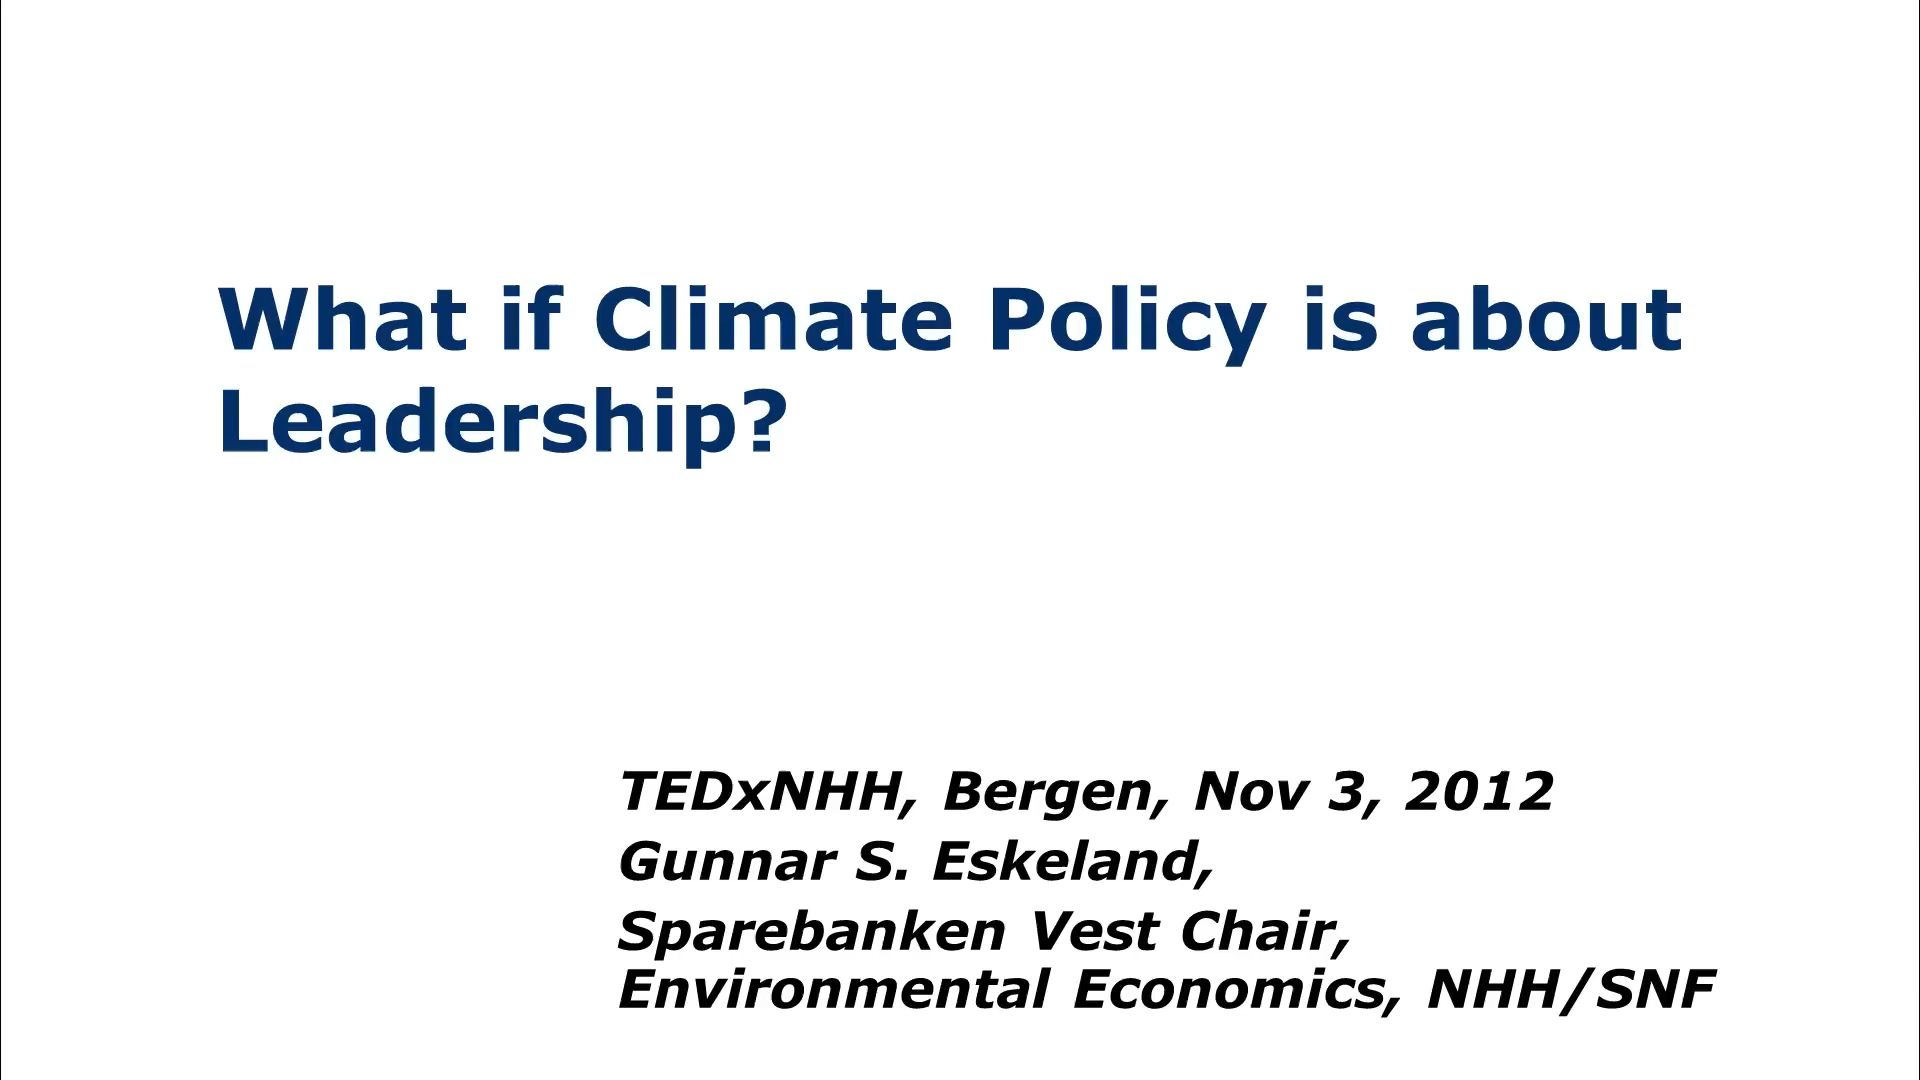 What if Climate Policy is about
Leadership?
TEDxNHH, Bergen, Nov 3, 2012
Gunnar S. Eskeland,
Sparebanken Vest Chair,
Environmental Economics, NHH/SNF